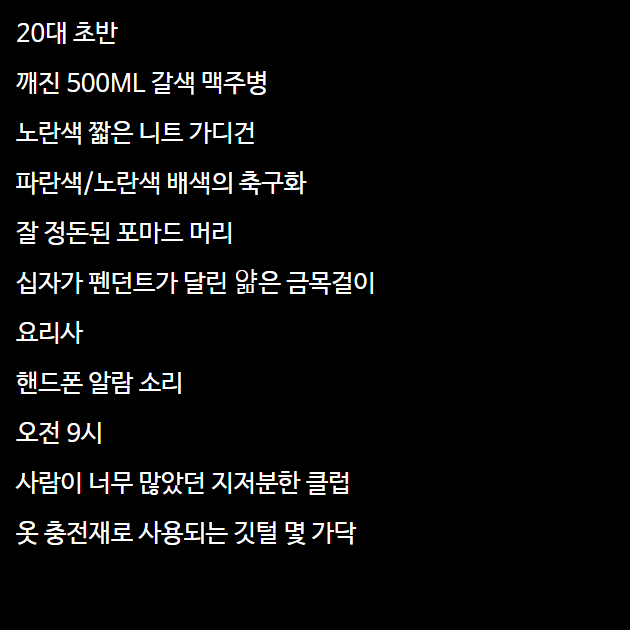 20대 초반
깨진 500ML 갈색 맥주병
노란색 짧은 니트 가디건
파란색/노란색 배색의 축구화
잘 정돈된 포마드 머리
십자가 펜던트가 달린 얇은 금목걸이
요리사
핸드폰 알람 소리
오전 9시
사람이 너무 많았던 지저분한 클럽
옷 충전재로 사용되는 깃털 몇 가닥